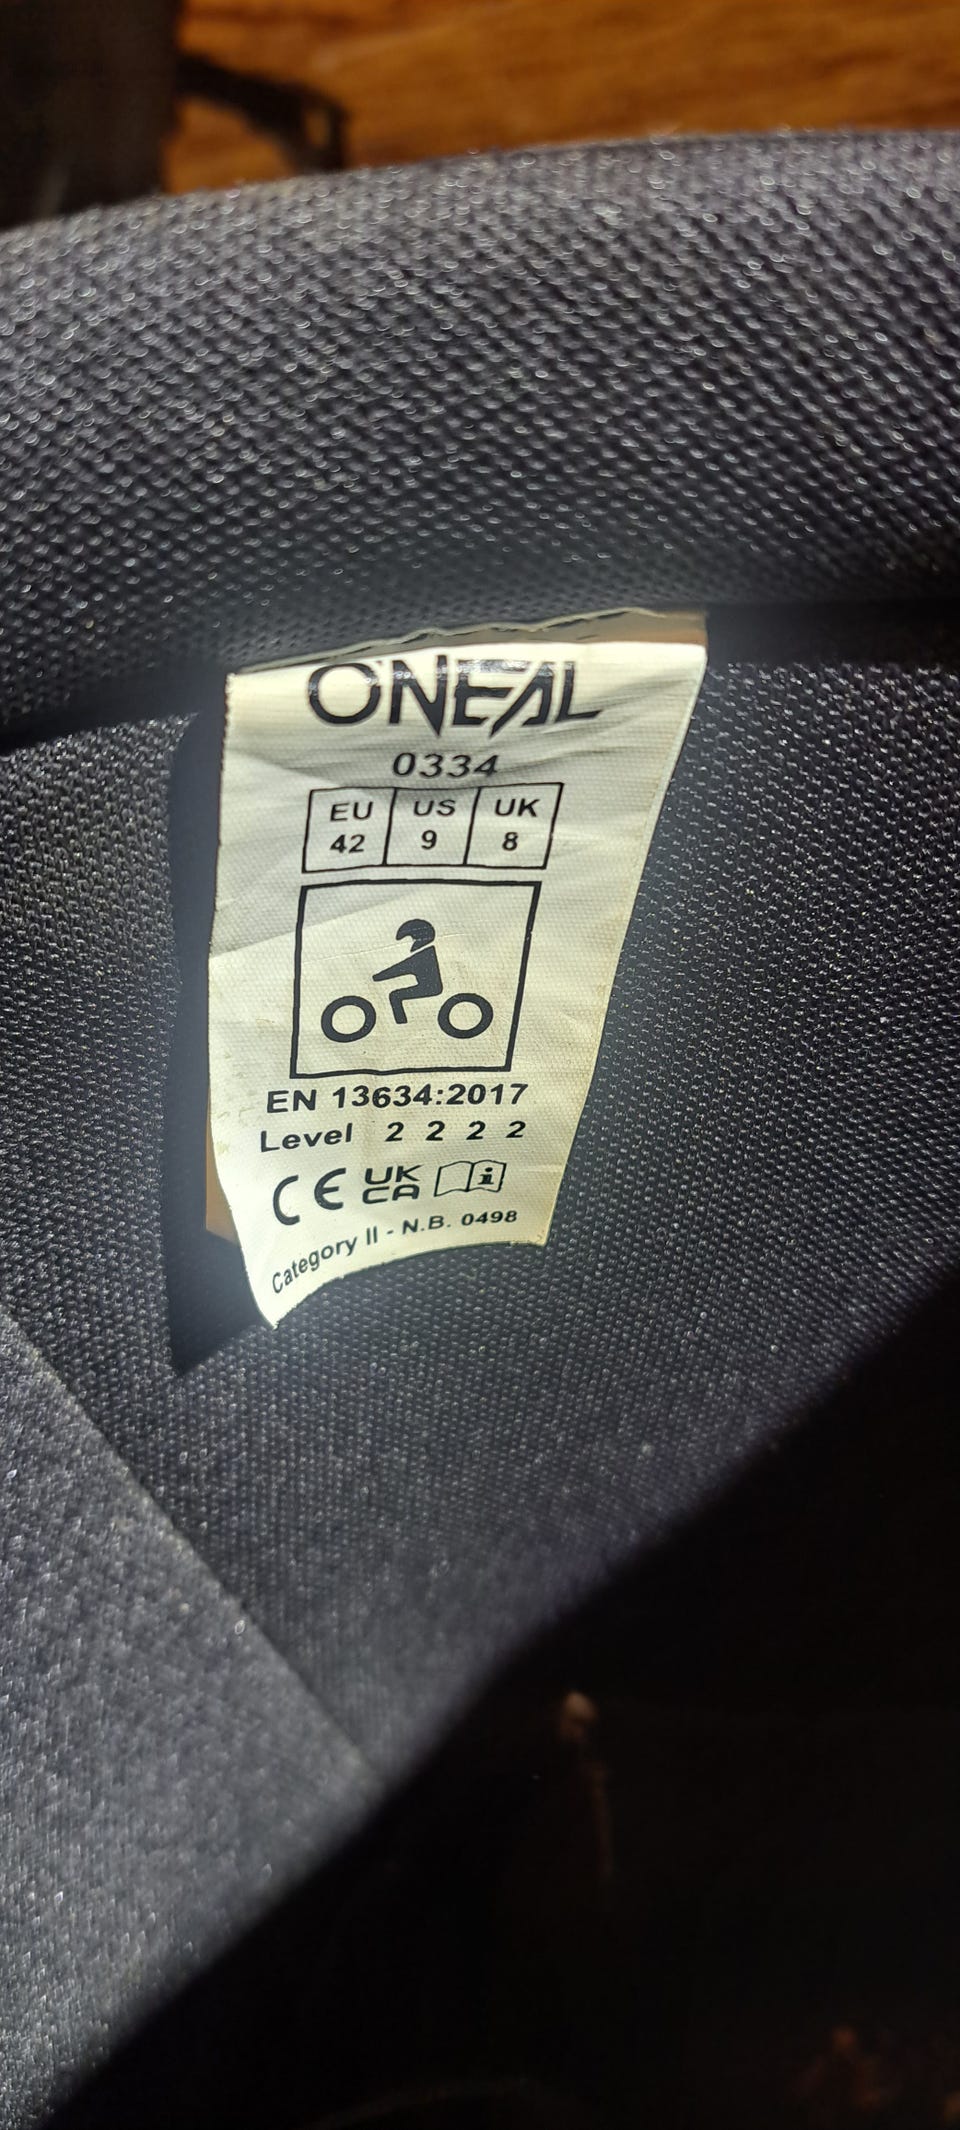 O'NEAL
0334
EU US UK
42 9 8
EN 13634:2017
Level 2 2 2 2
CE UK CA i
Category II - N.B. 0498